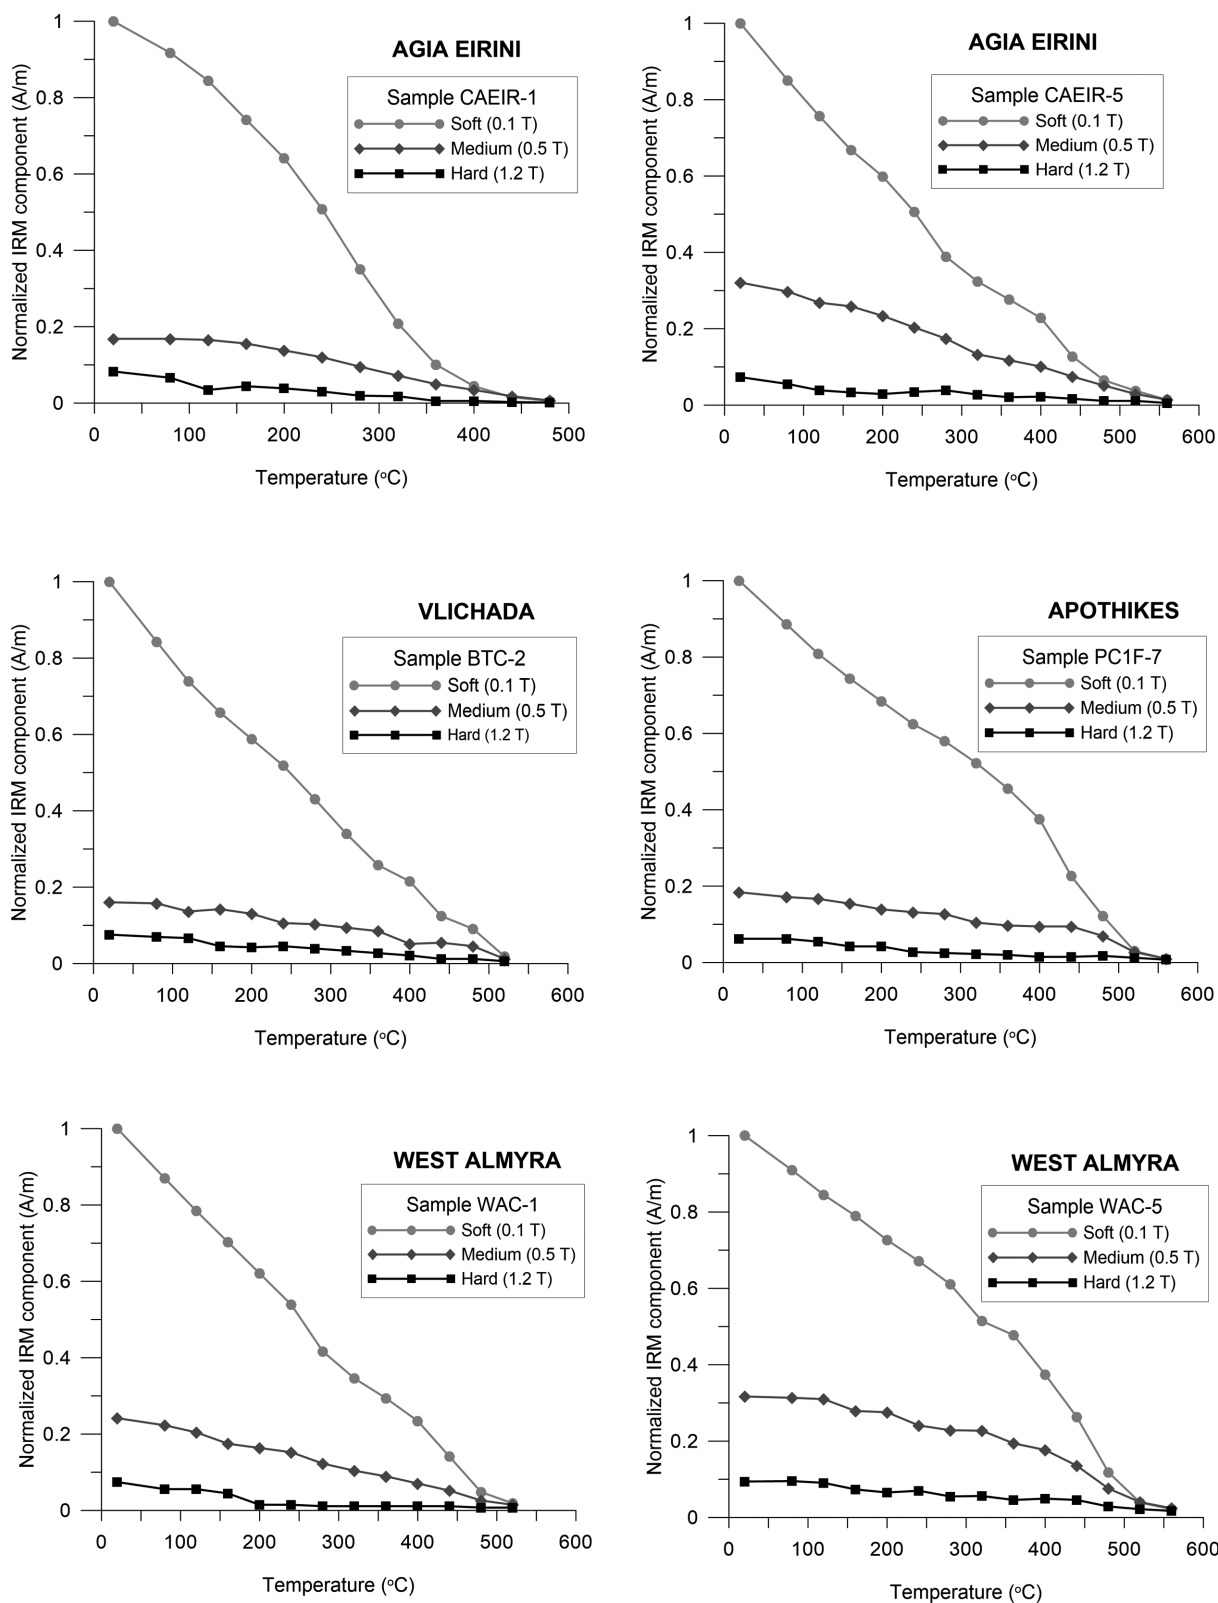 AGIA EIRINI
Sample CAEIR-1
Soft (0.1 T)
Medium (0.5 T)
Hard (1.2 T)
Normalized IRM component (A/m)
1
0.8
0.6
0.4
0.2
0
0 100 200 300 400 500
Temperature (°C)
AGIA EIRINI
Sample CAEIR-5
Soft (0.1 T)
Medium (0.5 T)
Hard (1.2 T)
Normalized IRM component (A/m)
1
0.8
0.6
0.4
0.2
0
0 100 200 300 400 500 600
Temperature (°C)
VLICHADA
Sample BTC-2
Soft (0.1 T)
Medium (0.5 T)
Hard (1.2 T)
Normalized IRM component (A/m)
1
0.8
0.6
0.4
0.2
0
0 100 200 300 400 500 600
Temperature (°C)
APOTHIKES
Sample PC1F-7
Soft (0.1 T)
Medium (0.5 T)
Hard (1.2 T)
Normalized IRM component (A/m)
1
0.8
0.6
0.4
0.2
0
0 100 200 300 400 500 600
Temperature (°C)
WEST ALMYRA
Sample WAC-1
Soft (0.1 T)
Medium (0.5 T)
Hard (1.2 T)
Normalized IRM component (A/m)
1
0.8
0.6
0.4
0.2
0
0 100 200 300 400 500 600
Temperature (°C)
WEST ALMYRA
Sample WAC-5
Soft (0.1 T)
Medium (0.5 T)
Hard (1.2 T)
Normalized IRM component (A/m)
1
0.8
0.6
0.4
0.2
0
0 100 200 300 400 500 600
Temperature (°C)